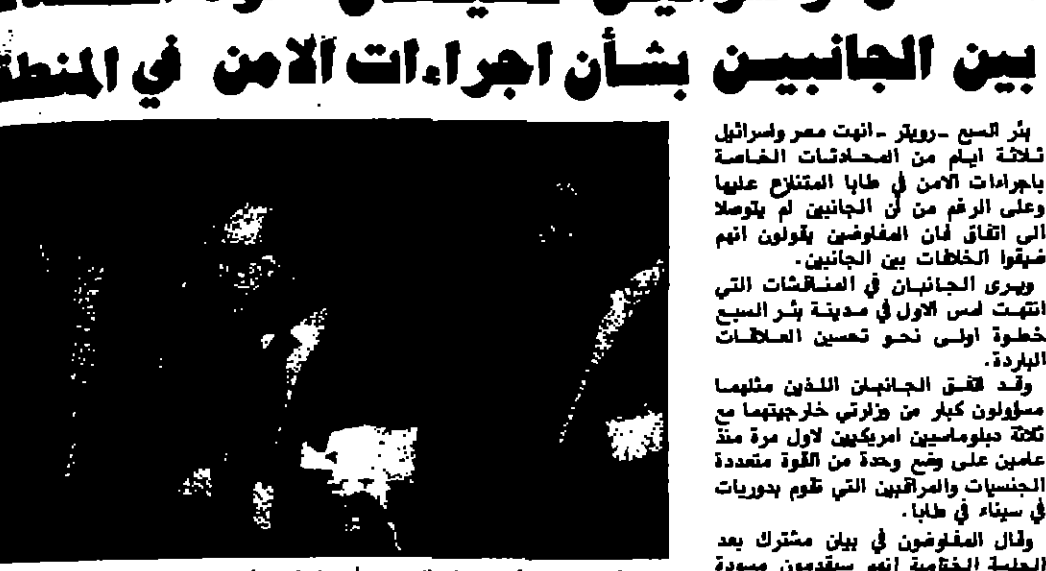 بين الجانبين بشأن اجراءات الامن في
بئر السبع -رويتر -انهت مصر واسرائيل
ثلاثة ايام من المحادثات الخاصة
باجراءات الامن في طابا المتنازع عليها
وعلى الرغم من أن الجانبين لم يتوصلا
الى اتفاق فان المفاوضين يقولون انهم
ضيقوا الخلافات بين الجانبين.
ويرى الجانبان في المناقشات التي
انتهت امس الاول في مدينة بئر السبع
خطوة اولى نحو تحسين العلاقات
الباردة.
وقد اتفق الجانبان اللذين مثلهما
مسؤولون كبار من وزارتي خارجيتهما مع
ثلاثة دبلوماسيين امريكيين لاول مرة منذ
عامين على وضع وحدة من القوة متعددة
الجنسيات والمراقبين التي تقوم بدوريات
في سيناء في طابا.
وقال المفاوضون في بيان مشترك بعد
الجلسة الختامية انهم سيقدمون مسودة